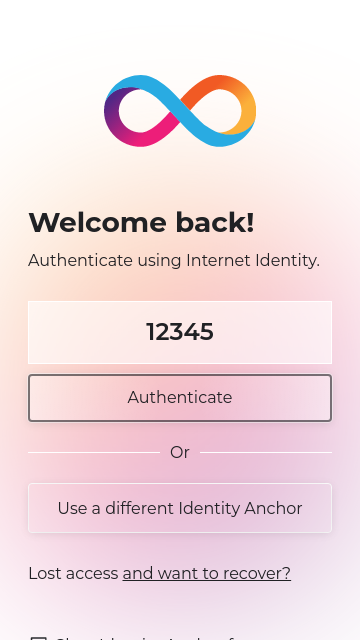 Welcome back!
Authenticate using Internet Identity.
12345
Authenticate
Or
Use a different Identity Anchor
Lost access and want to recover?